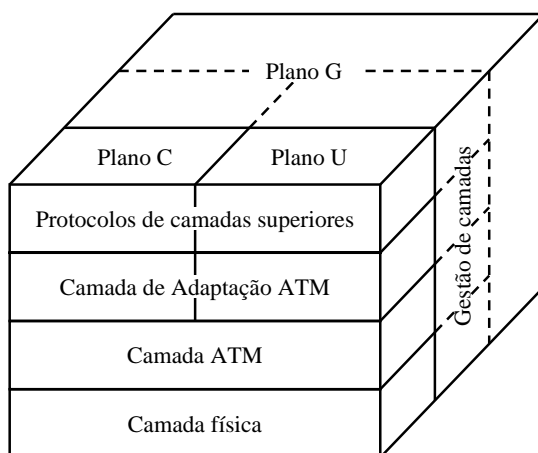 Plano G
Plano C
Plano U
Protocolos de camadas superiores
Camada de Adaptação ATM
Camada ATM
Camada física
Gestão de camadas